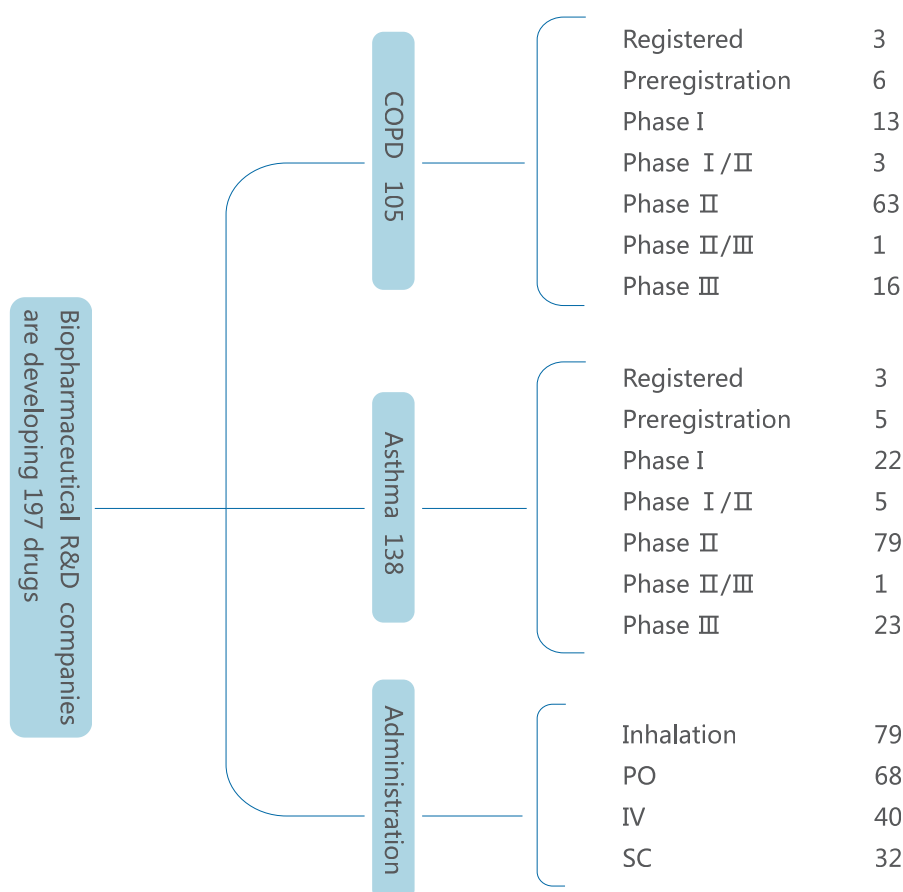 Biopharmaceutical R&D companies
are developing 197 drugs
COPD 105
Registered 3
Preregistration 6
Phase I 13
Phase Ⅰ/Ⅱ 3
Phase Ⅱ 63
Phase Ⅱ/Ⅲ 1
Phase Ⅲ 16
Asthma 138
Registered 3
Preregistration 5
Phase I 22
Phase Ⅰ/Ⅱ 5
Phase Ⅱ 79
Phase Ⅱ/Ⅲ 1
Phase Ⅲ 23
Administration
Inhalation 79
PO 68
IV 40
SC 32